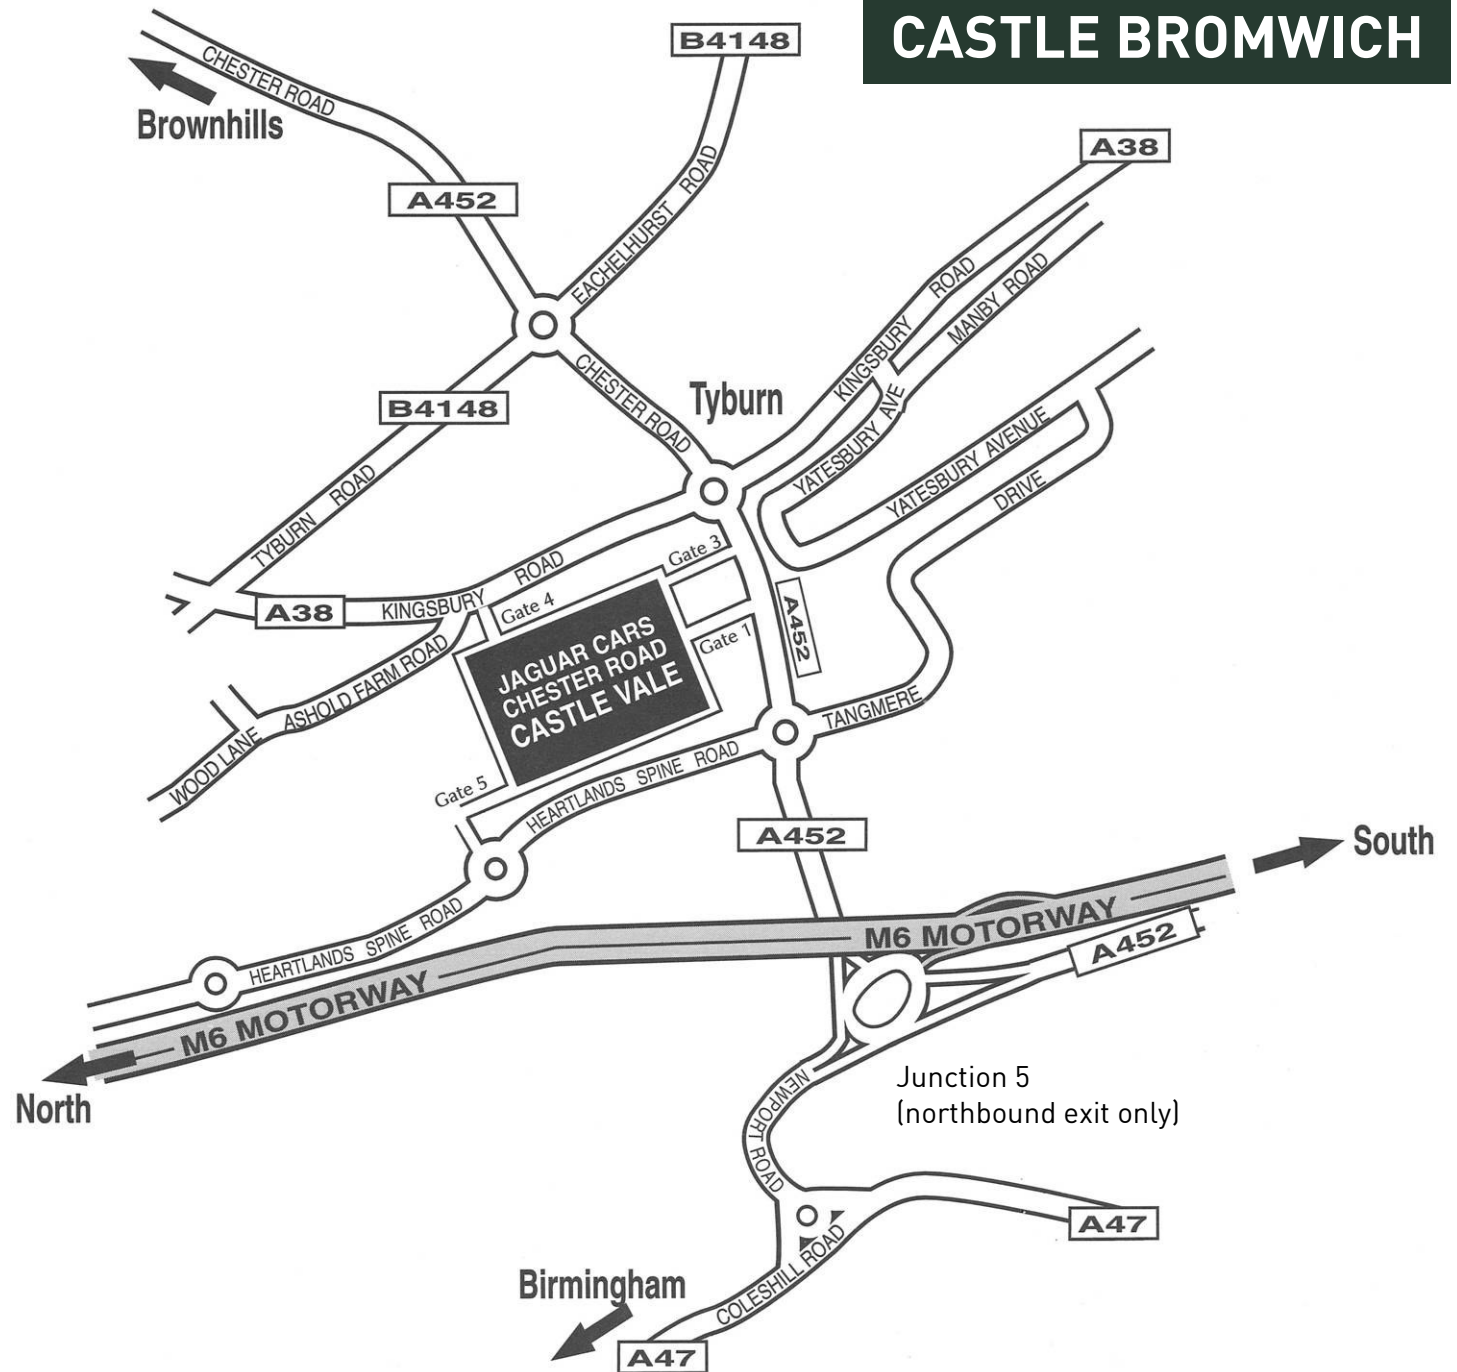 CASTLE BROMWICH
B4148
CHESTER ROAD
Brownhills
A38
A452
EACHELHURST ROAD
KINGSBURY ROAD
MANBY ROAD
CHESTER ROAD
Tyburn
B4148
YATESBURY AVE
YATESBURY AVENUE
DRIVE
TYBURN ROAD
Gate 3
KINGSBURY ROAD
A38
Gate 4
A452
JAGUAR CARS
CHESTER ROAD
CASTLE VALE
Gate 1
ASHOLD FARM ROAD
WOOD LANE
TANGMERE
Gate 5
HEARTLANDS SPINE ROAD
A452
South
HEARTLANDS SPINE ROAD
M6 MOTORWAY
A452
M6 MOTORWAY
North
NEWPORT ROAD
Junction 5
(northbound exit only)
A47
COLESHILL ROAD
Birmingham
A47